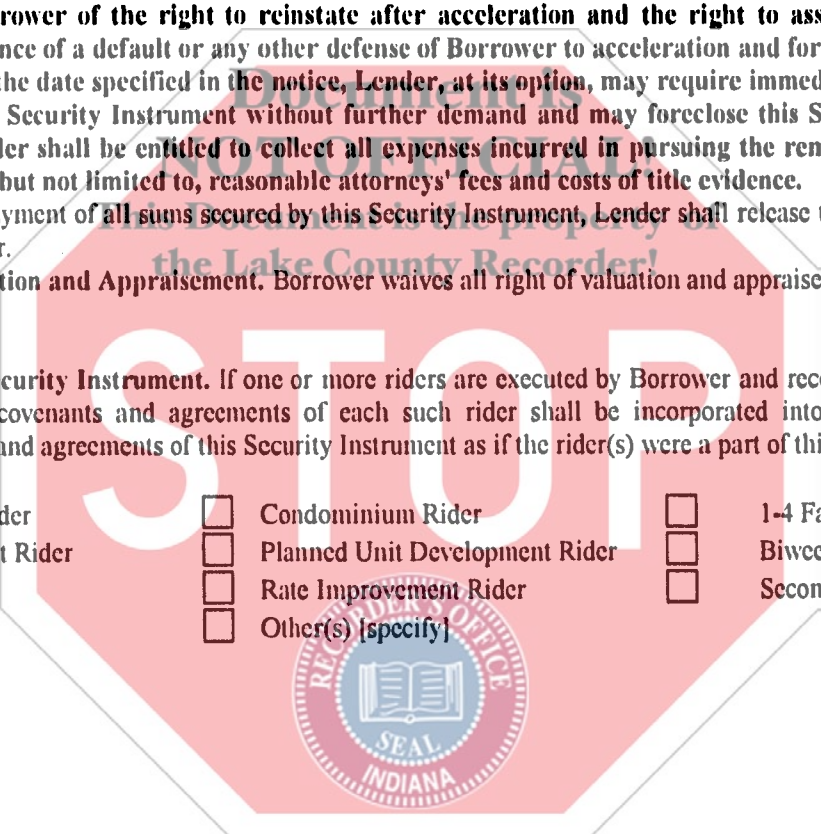 rower of the right to reinstate after acceleration and the right to ass
nce of a default or any other defense of Borrower to acceleration and for
the date specified in the notice, Lender, at its option, may require immed
Security Instrument without further demand and may foreclose this S
ler shall be entitled to collect all expenses incurred in pursuing the rem
but not limited to, reasonable attorneys' fees and costs of title evidence.
yment of all sums secured by this Security Instrument, Lender shall release t
r.
tion and Appraisement. Borrower waives all right of valuation and appraise
Document is
NOT OFFICIAL!
This Document is the property of
the Lake County Recorder!
STOP
curity Instrument. If one or more riders are executed by Borrower and reco
covenants and agreements of each such rider shall be incorporated into
and agreements of this Security Instrument as if the rider(s) were a part of thi
der Condominium Rider 1-4 Fa
t Rider Planned Unit Development Rider Biwee
Rate Improvement Rider Secon
Other(s) [specify]
RECORDER'S OFFICE
SEAL
INDIANA